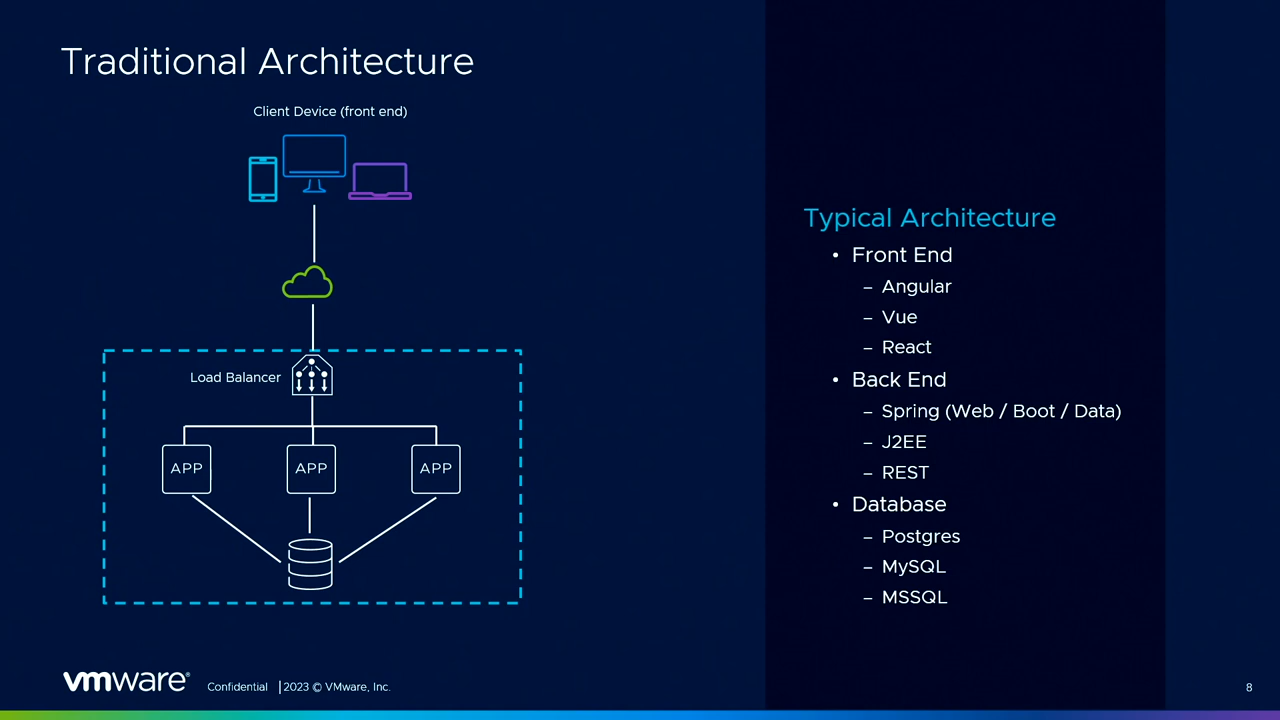 Traditional Architecture
Client Device (front end)
Load Balancer
APP APP APP
Typical Architecture
• Front End
– Angular
– Vue
– React
• Back End
– Spring (Web / Boot / Data)
– J2EE
– REST
• Database
– Postgres
– MySQL
– MSSQL
vmware® Confidential | 2023 © VMware, Inc. 8